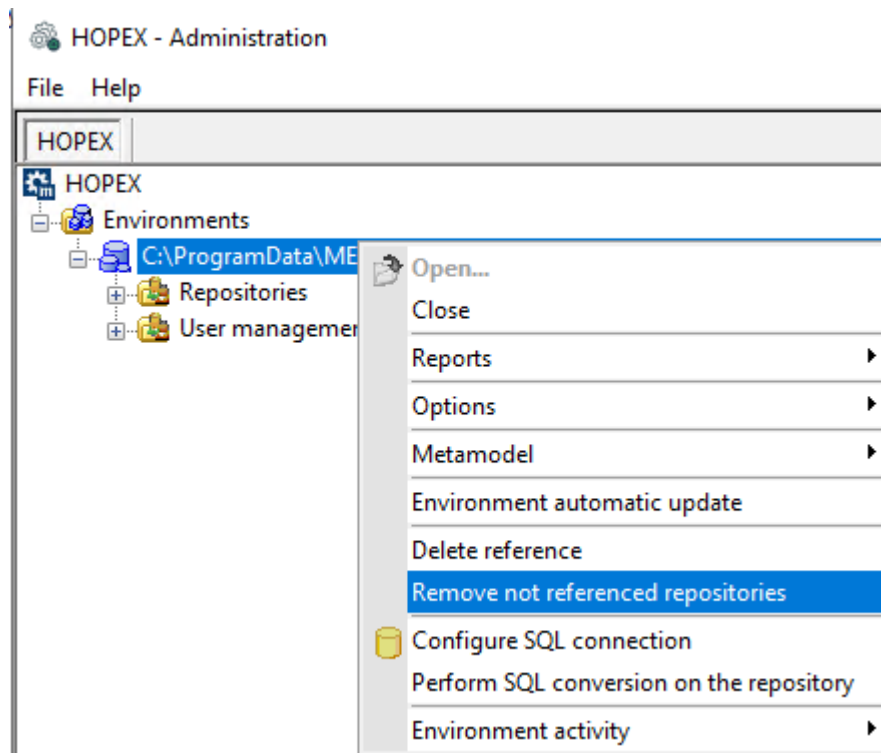 HOPEX - Administration
File Help
HOPEX
HOPEX
Environments
C:\ProgramData\ME
Repositories
User managemer
Open...
Close
Reports
Options
Metamodel
Environment automatic update
Delete reference
Remove not referenced repositories
Configure SQL connection
Perform SQL conversion on the repository
Environment activity